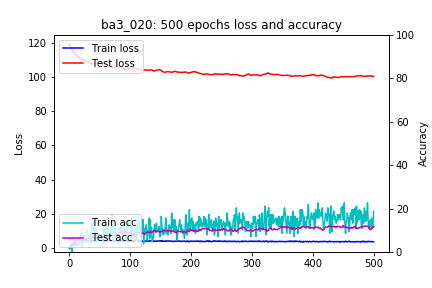 ba3_020: 500 epochs loss and accuracy
Train loss
Test loss
Train acc
Test acc
Loss
Accuracy
120
100
80
60
40
20
0
100
80
60
40
20
0
0
100
200
300
400
500